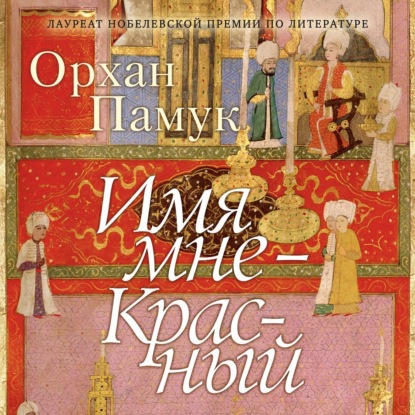 ЛАУРЕАТ НОБЕЛЕВСКОЙ ПРЕМИИ ПО ЛИТЕРАТУРЕ
Орхан
Памук
Имя
мне –
Крас-
ный